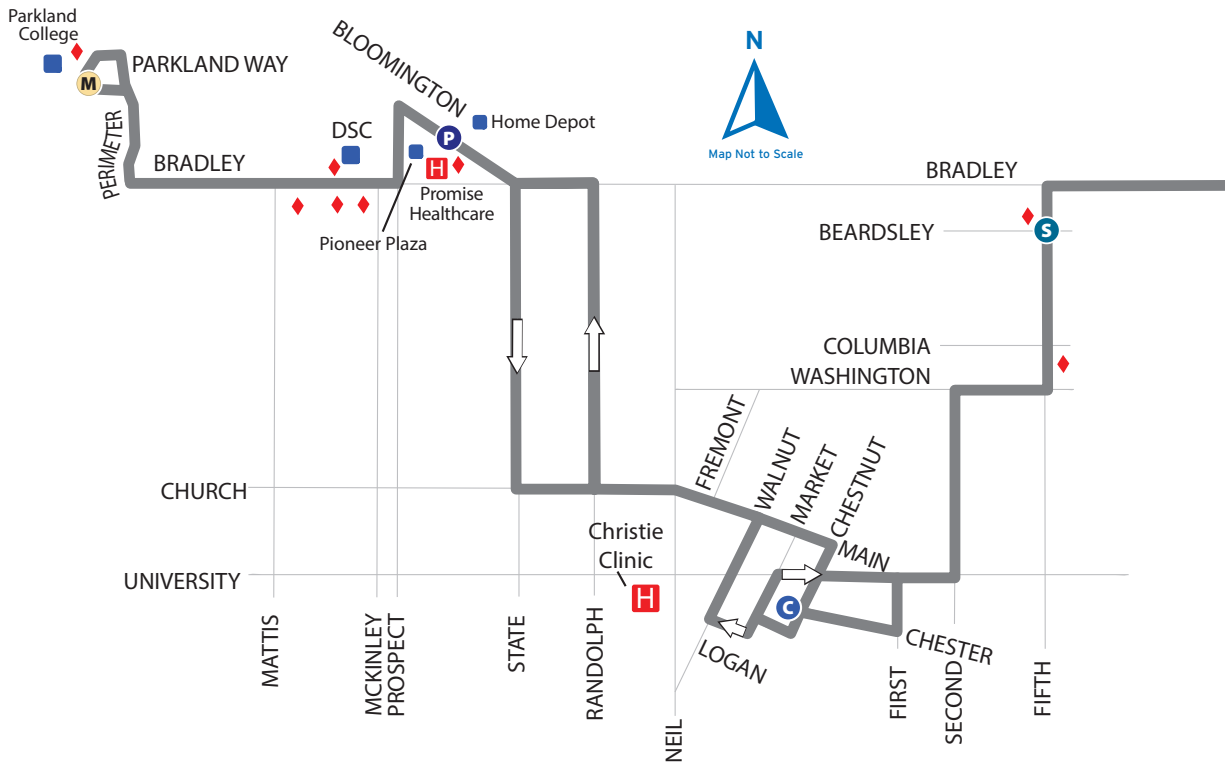 Parkland
College
M
PARKLAND WAY
PERIMETER
BRADLEY
DSC
BLOOMINGTON
P
Home Depot
H
Promise
Healthcare
Pioneer Plaza
N
Map Not to Scale
BRADLEY
BEARDSLEY
S
COLUMBIA
WASHINGTON
FREMONT
WALNUT
MARKET
CHESTNUT
MAIN
CHURCH
UNIVERSITY
Christie
Clinic
H
C
LOGAN
CHESTER
MATTIS
MCKINLEY
PROSPECT
STATE
RANDOLPH
NEIL
FIRST
SECOND
FIFTH